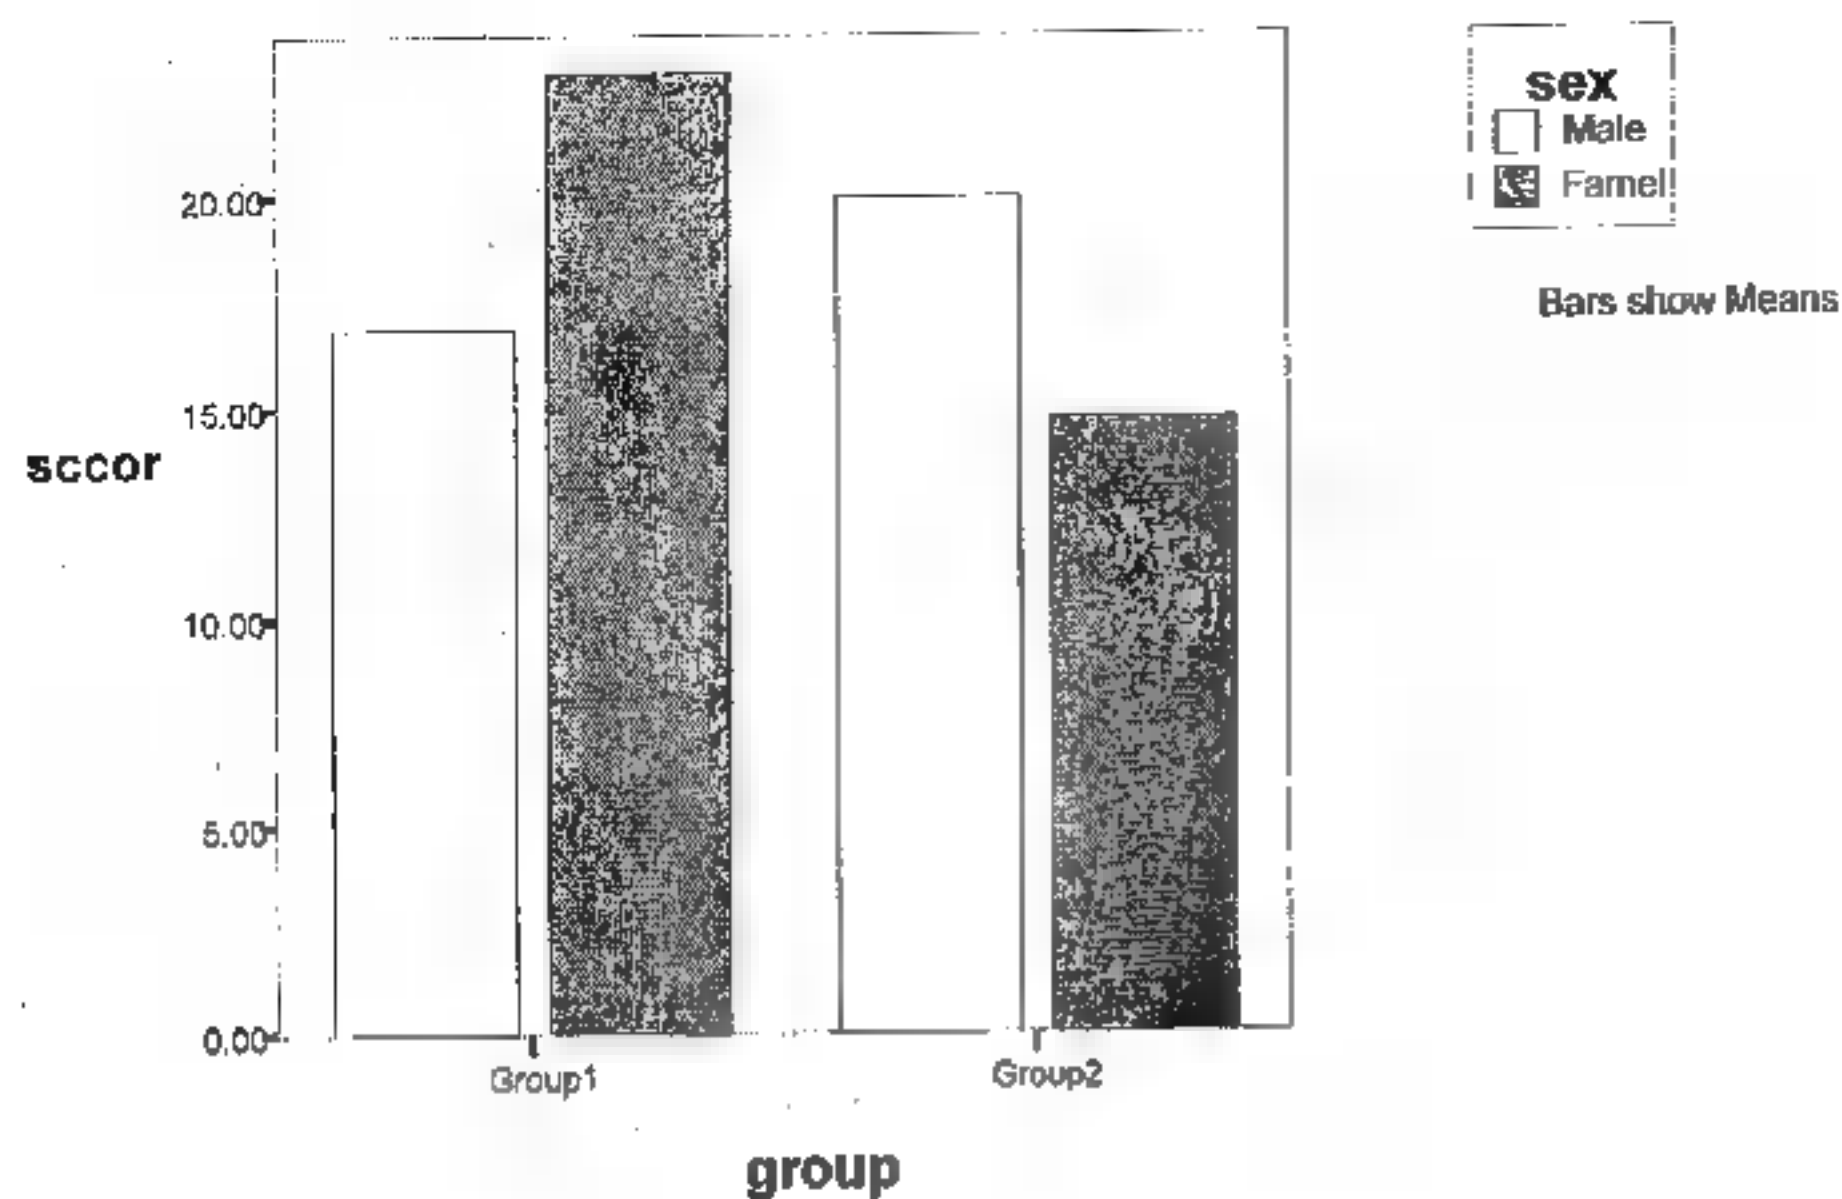 sex
Male
Famel
Bars show Means
20.00
15.00
10.00
5.00
0.00
sccor
Group1
Group2
group